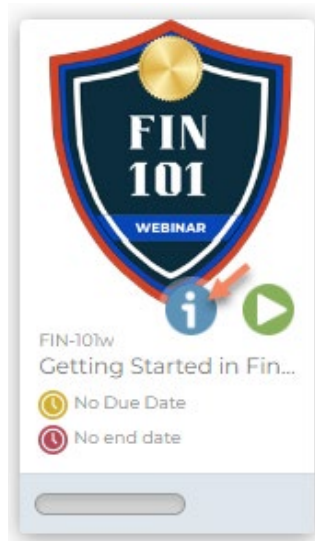 FIN
101
WEBINAR
i
FIN-101w
Getting Started in Fin...
No Due Date
No end date